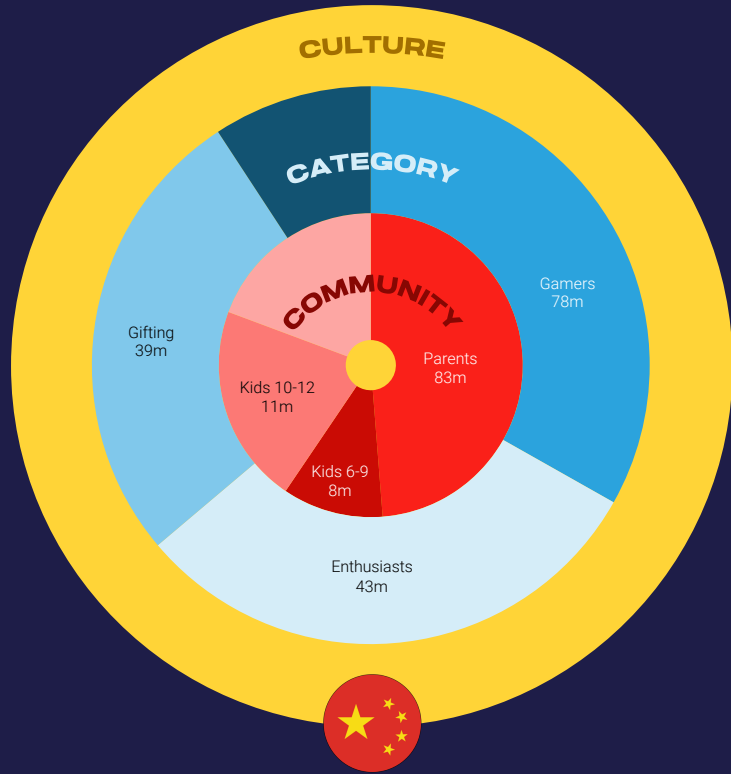 CULTURE
CATEGORY
COMMUNITY
Gamers
78m
Gifting
39m
Parents
83m
Kids 10-12
11m
Kids 6-9
8m
Enthusiasts
43m